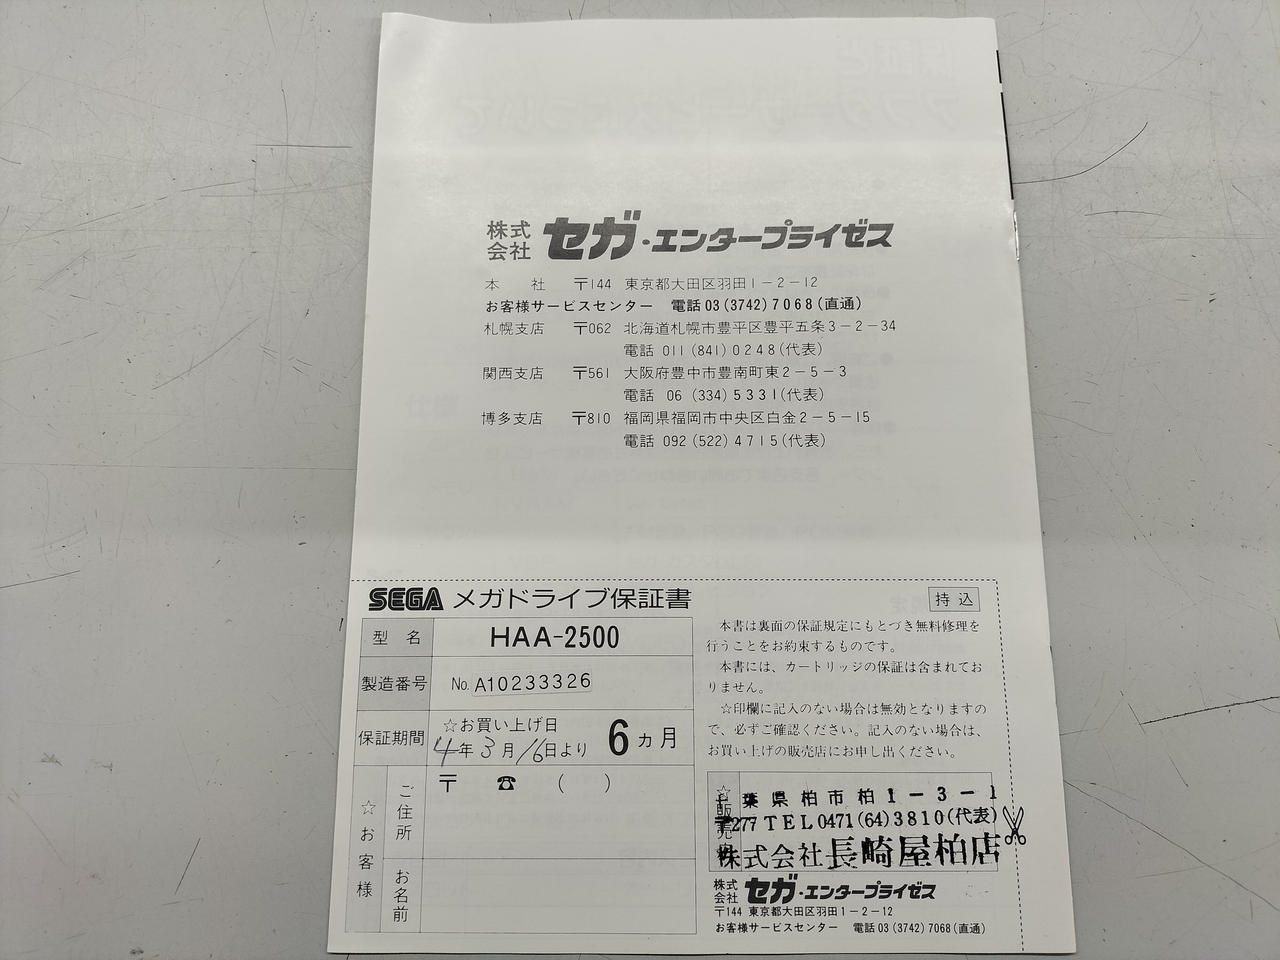 株式会社 セガ・エンタープライゼス
本社 〒144 東京都大田区羽田1-2-12
お客様サービスセンター 電話03(3742)7068(直通)
札幌支店 〒062 北海道札幌市豊平区豊平五条3-2-34
電話 011(841)0248(代表)
関西支店 〒561 大阪府豊中市豊南町東2-5-3
電話 06(334)5331(代表)
博多支店 〒810 福岡県福岡市中央区白金2-5-15
電話 092(522)4715(代表)
SEGA メガドライブ保証書
持込
型名 HAA-2500
製造番号 No. A10233326
保証期間 ☆お買い上げ日
4年3月16日より 6ヵ月
☆お客様
ご住所 〒 ☎ ( )
お名前
本書は裏面の保証規定にもとづき無料修理を
行うことをお約束するものです。
本書には、カートリッジの保証は含まれてお
りません。
☆印欄に記入のない場合は無効となりますの
で、必ずご確認ください。記入のない場合は、
お買い上げの販売店にお申し出ください。
☆販売店
千葉県柏市柏1-3-1
〒277 TEL0471(64)3810(代表)
株式会社長崎屋柏店
株式会社 セガ・エンタープライゼス
〒144 東京都大田区羽田1-2-12
お客様サービスセンター 電話03(3742)7068(直通)